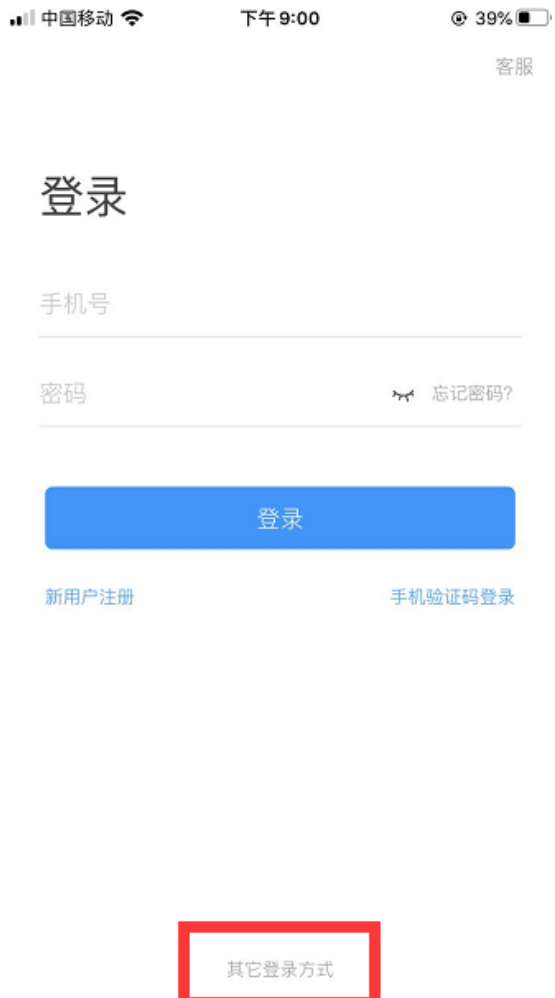 中国移动 下午9:00 39%
客服
登录
手机号
密码 忘记密码?
登录
新用户注册 手机验证码登录
其它登录方式